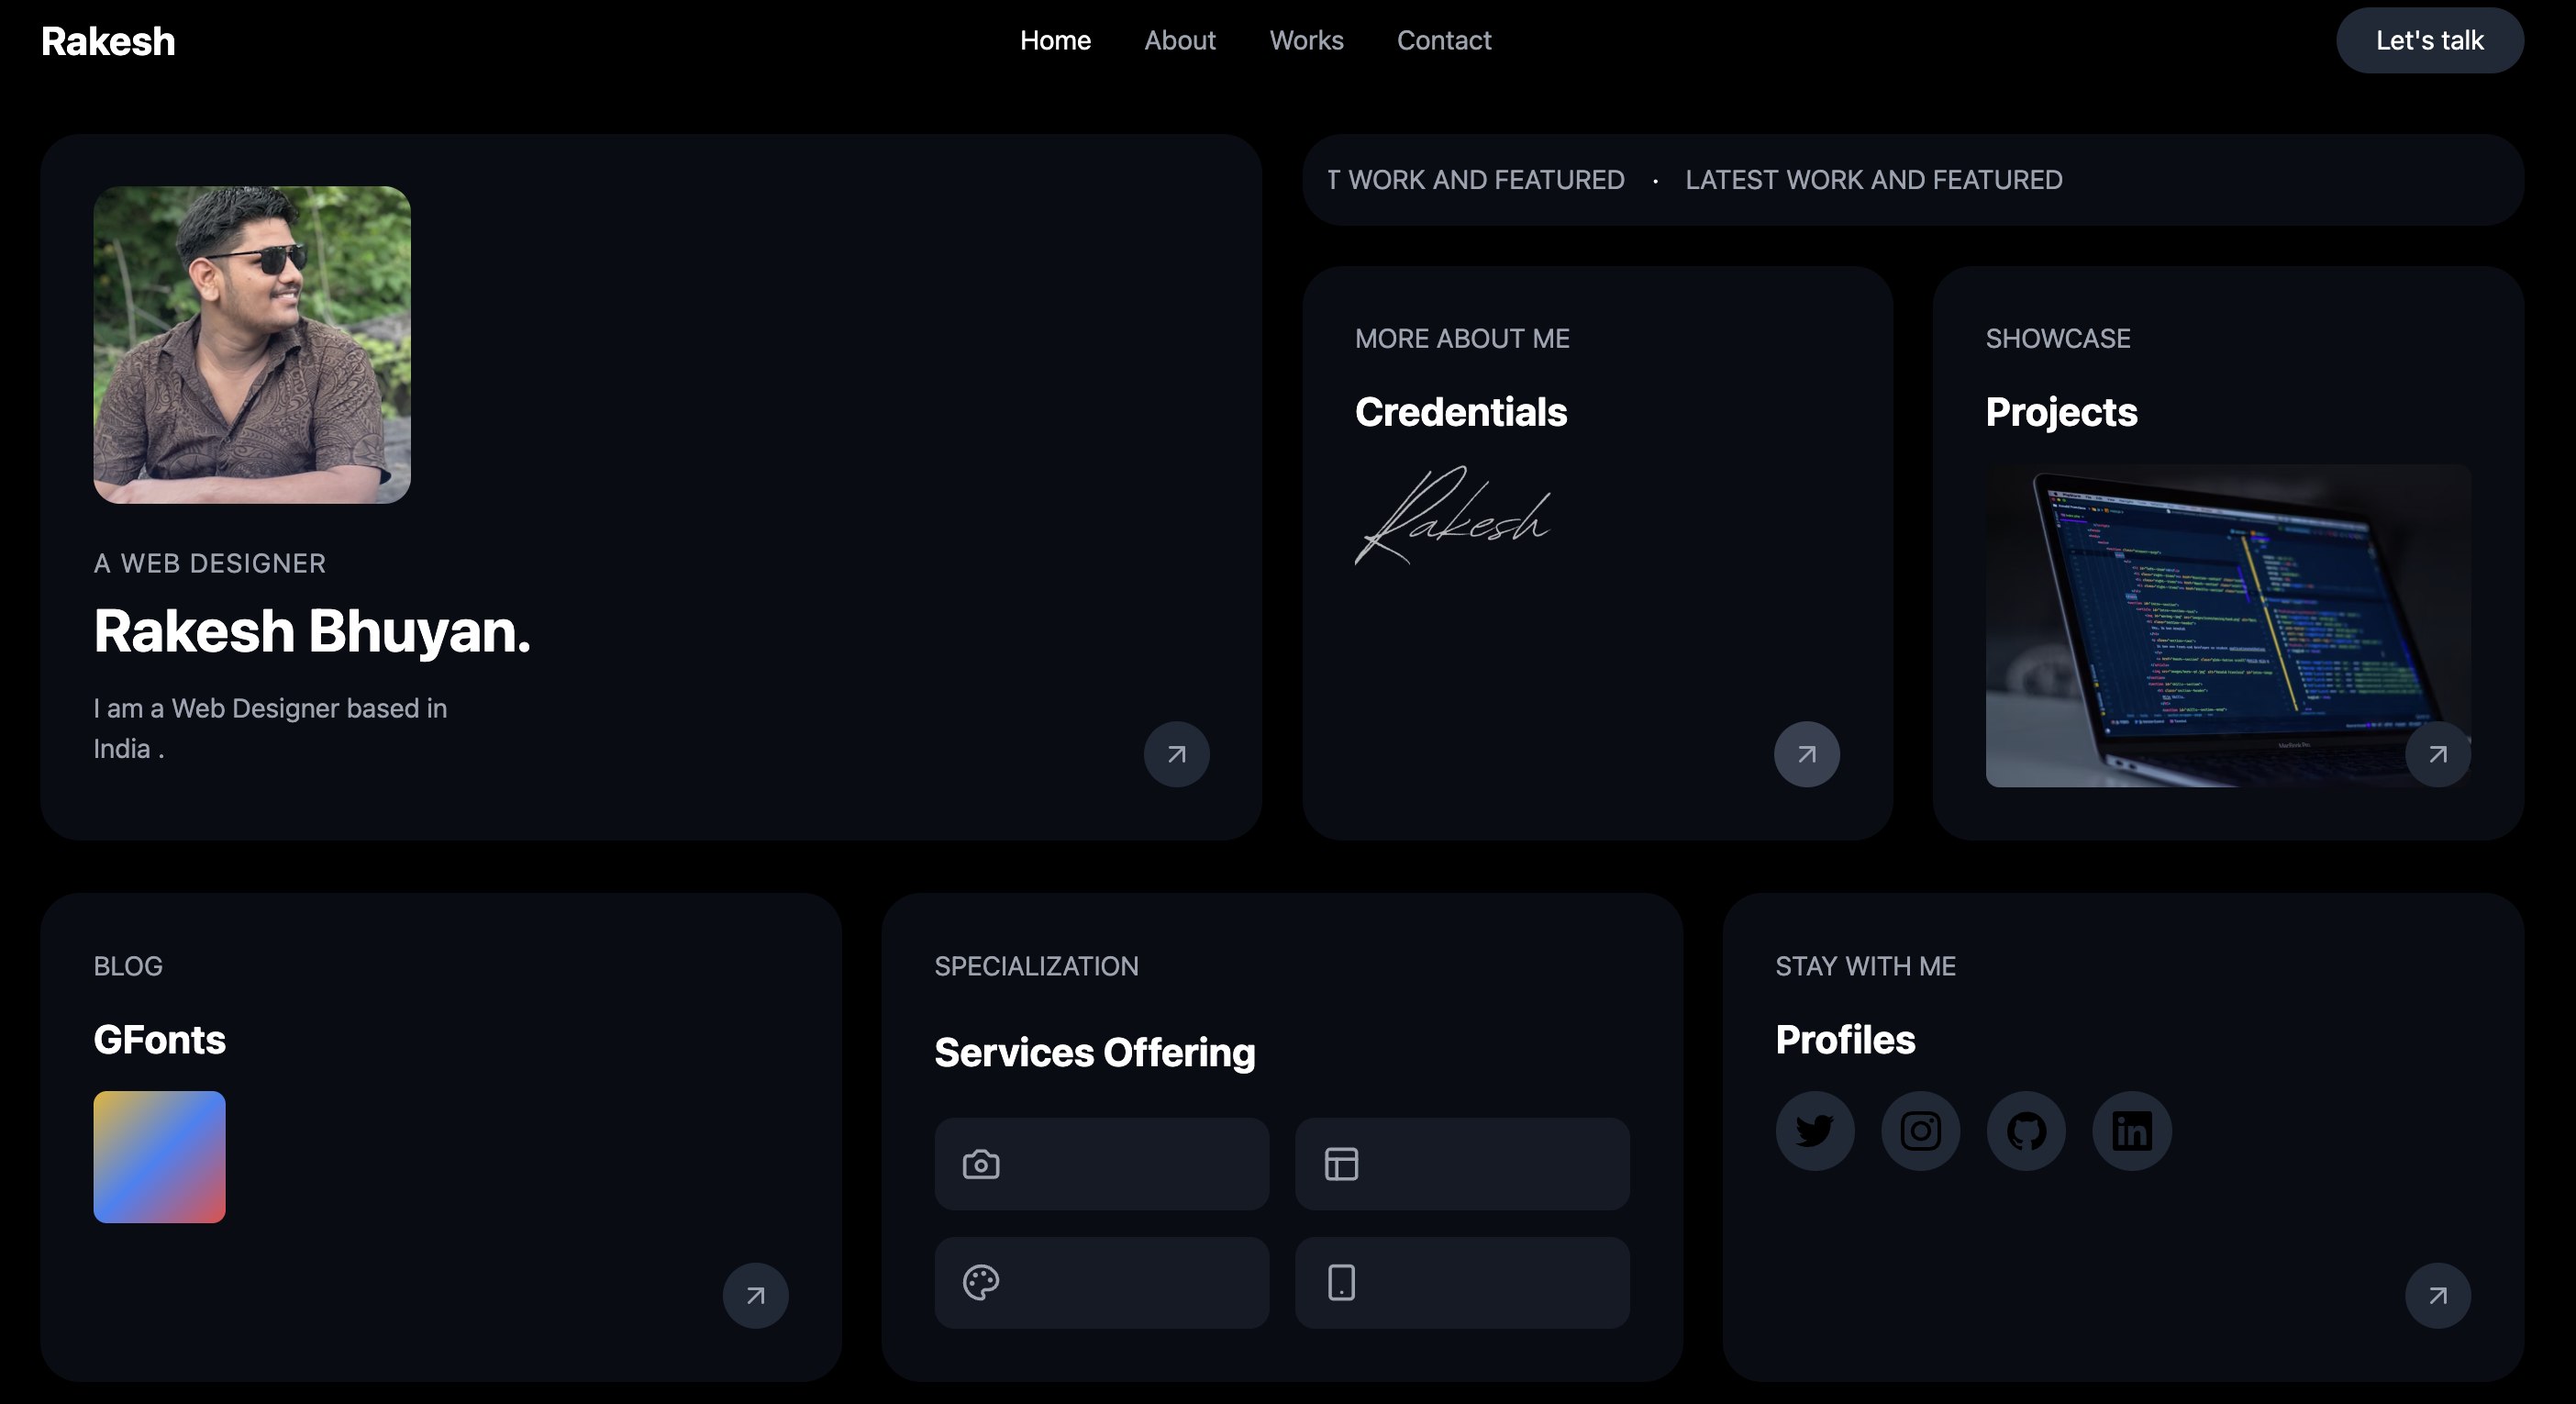 Rakesh
Home About Works Contact
Let's talk
A WEB DESIGNER
Rakesh Bhuyan.
I am a Web Designer based in
India .
T WORK AND FEATURED · LATEST WORK AND FEATURED
MORE ABOUT ME
Credentials
Rakesh
SHOWCASE
Projects
BLOG
GFonts
SPECIALIZATION
Services Offering
STAY WITH ME
Profiles
in